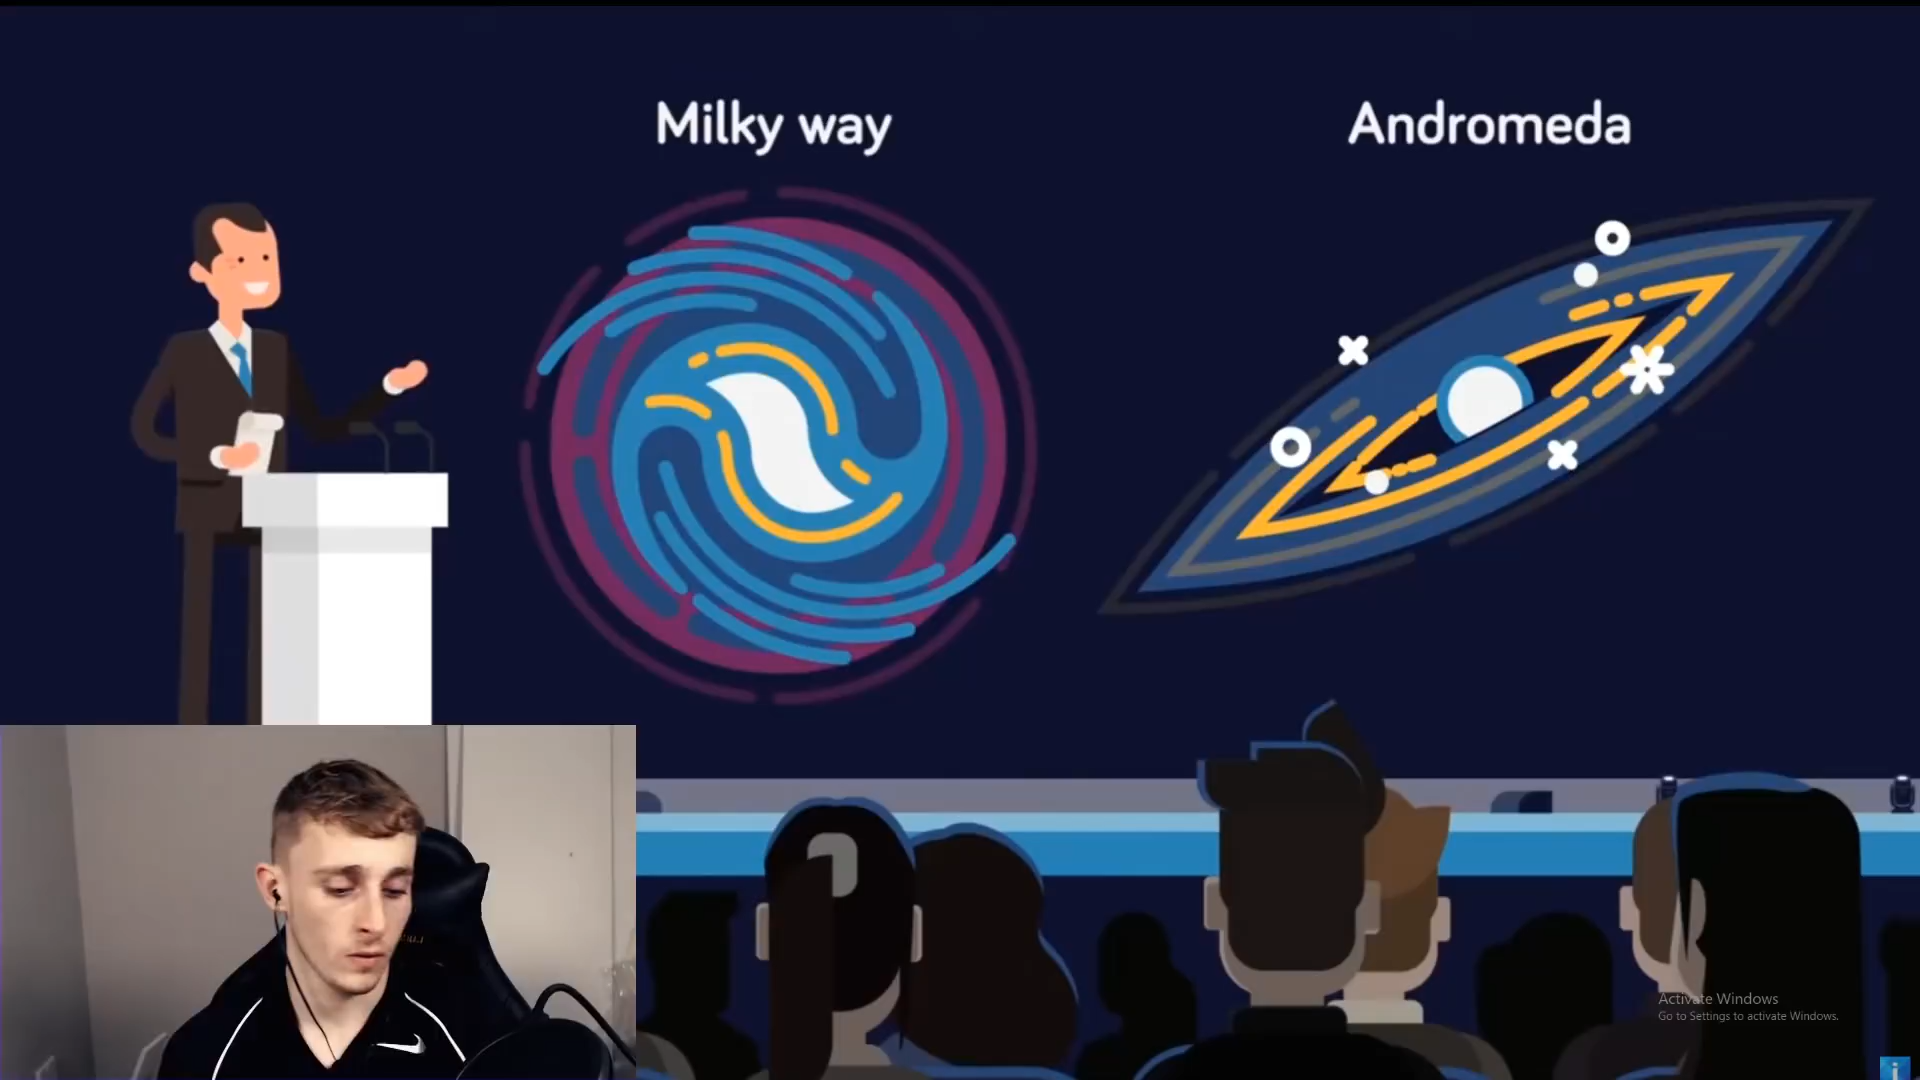 Milky way
Andromeda
Activate Windows
Go to Settings to activate Windows.